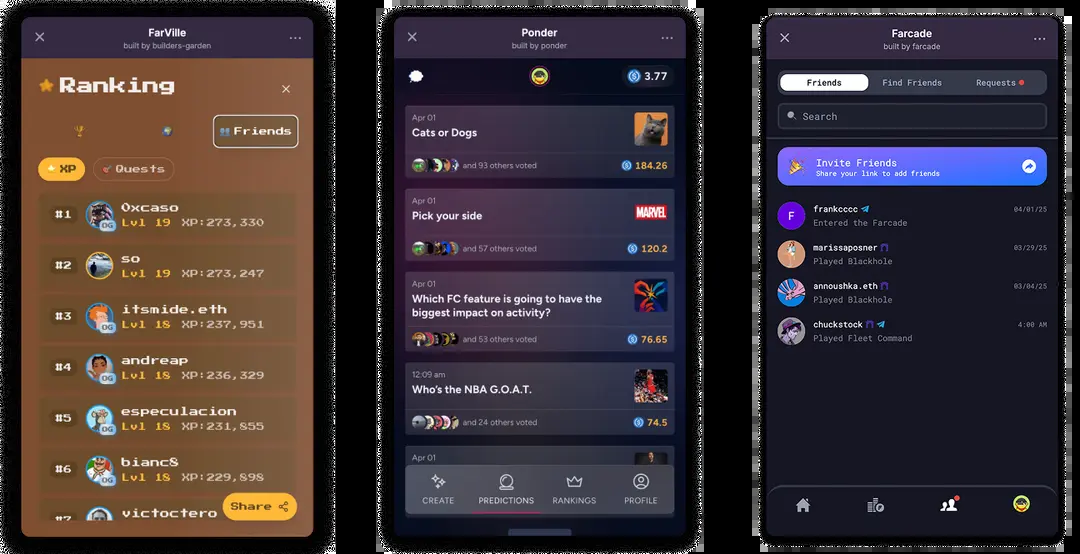 FarVille
built by builders-garden
Ranking
Friends
XP
Quests
#1
0xcaso
Lvl 19 XP:273,330
OG
#2
so
Lvl 19 XP:273,247
#3
itsmide.eth
Lvl 18 XP:237,951
OG
#4
andreap
Lvl 18 XP:236,329
OG
#5
especulacion
Lvl 18 XP:231,855
OG
#6
bianc8
Lvl 18 XP:229,898
OG
#7
victoctero
Share
Ponder
built by ponder
3.77
Apr 01
Cats or Dogs
and 93 others voted
184.26
Apr 01
Pick your side
MARVEL
and 57 others voted
120.2
Apr 01
Which FC feature is going to have the
biggest impact on activity?
and 53 others voted
76.65
12:09 am
Who's the NBA G.O.A.T.
and 24 others voted
74.5
Apr 01
CREATE
PREDICTIONS
RANKINGS
PROFILE
Farcade
built by farcade
Friends
Find Friends
Requests
Search
Invite Friends
Share your link to add friends
F
frankcccc
04/01/25
Entered the Farcade
marissaposner
03/29/25
Played Blackhole
annoushka.eth
03/04/25
Played Blackhole
chuckstock
4:00 AM
Played Fleet Command